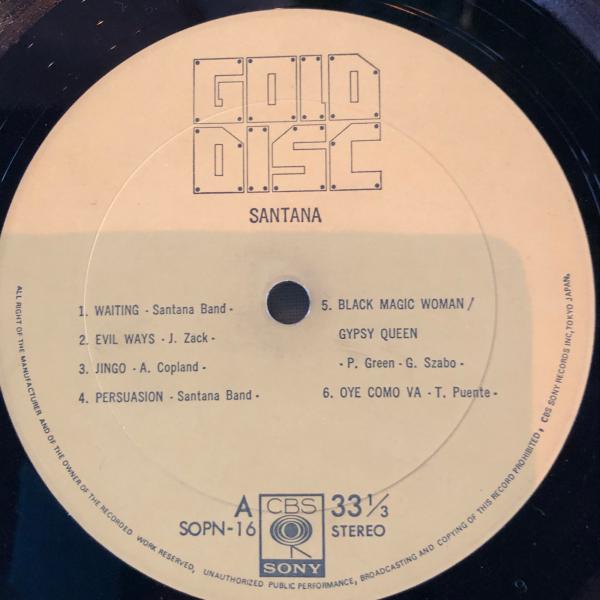 GOLD
DISC
SANTANA
1. WAITING - Santana Band -
2. EVIL WAYS - J. Zack -
3. JINGO - A. Copland -
4. PERSUASION - Santana Band -
5. BLACK MAGIC WOMAN /
GYPSY QUEEN
- P. Green - G. Szabo -
6. OYE COMO VA - T. Puente -
A
SOPN-16
CBS
SONY
33 1/3
STEREO
ALL RIGHT OF THE MANUFACTURER AND OF THE OWNER OF THE RECORDED WORK RESERVED, UNAUTHORIZED PUBLIC PERFORMANCE, BROADCASTING AND COPYING OF THIS RECORD PROHIBITED, CBS SONY RECORDS INC, TOKYO JAPAN.